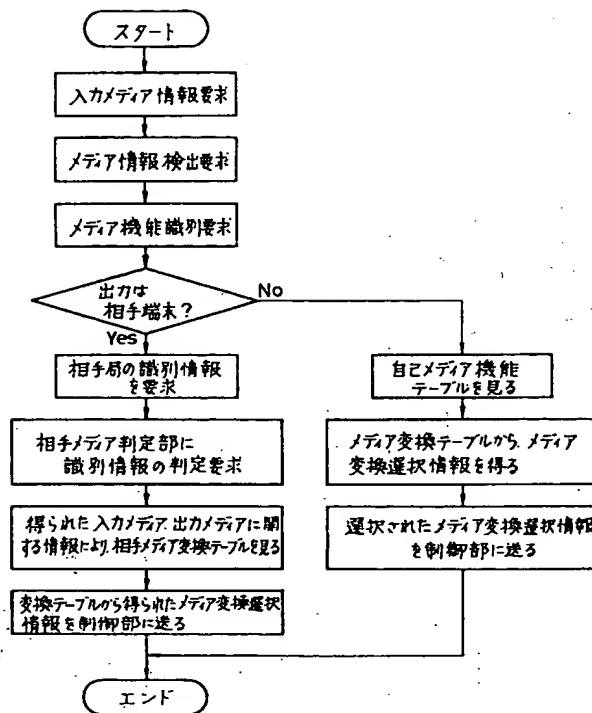 スタート
入力メディア情報要求
メディア情報検出要求
メディア機能識別要求
出力は
相手端末?
No
Yes
相手局の識別情報
を要求
相手メディア判定部に
識別情報の判定要求
得られた入力メディア、出力メディアに関
する情報により、相手メディア変換テーブルを見る
変換テーブルから得られたメディア変換選択
情報を制御部に送る
自己メディア機能
テーブルを見る
メディア変換テーブルから、メディア
変換選択情報を得る
選択されたメディア変換選択情報
を制御部に送る
エンド